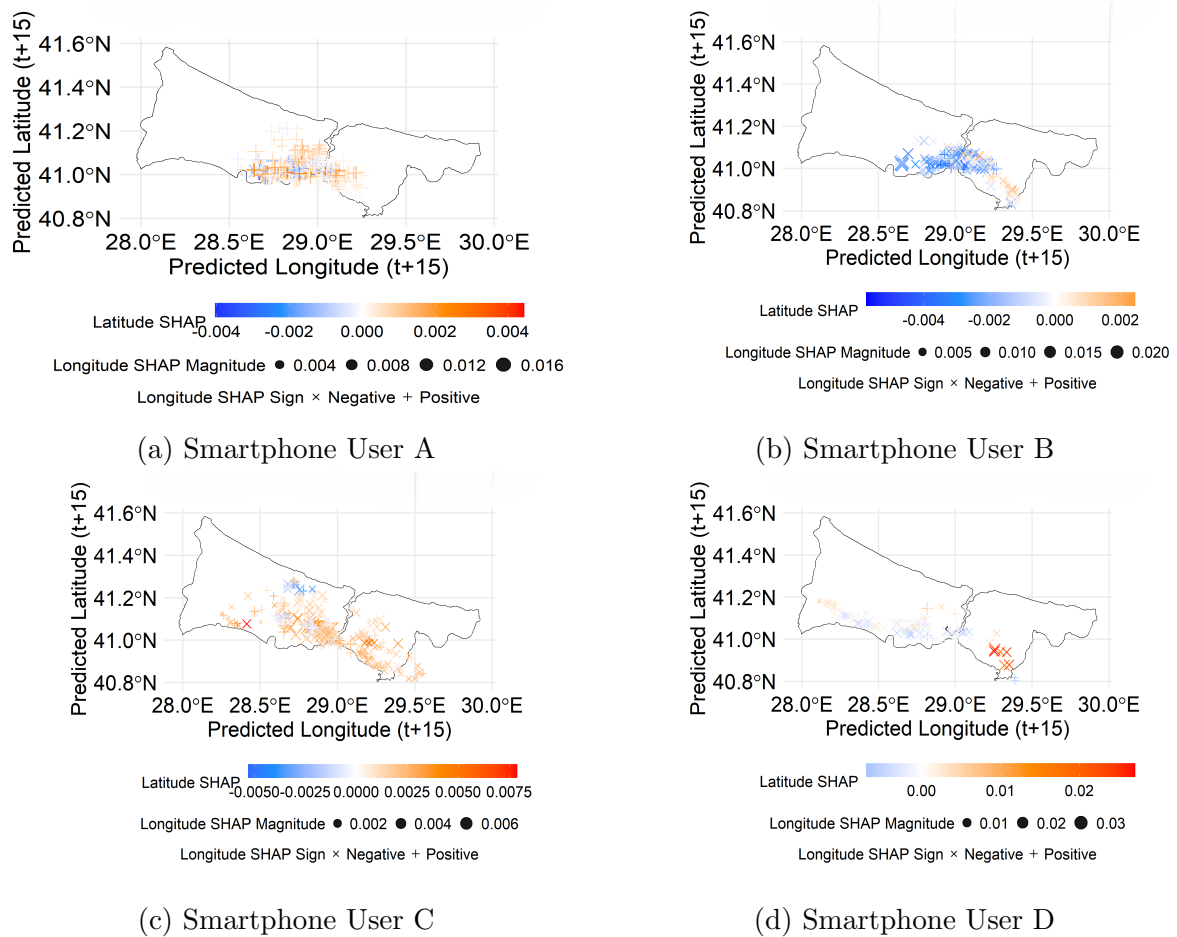 Predicted Latitude (t+15)
41.6°N
41.4°N
41.2°N
41.0°N
40.8°N
28.0°E 28.5°E 29.0°E 29.5°E 30.0°E
Predicted Longitude (t+15)
Latitude SHAP
-0.004 -0.002 0.000 0.002 0.004
Longitude SHAP Magnitude 0.004 0.008 0.012 0.016
Longitude SHAP Sign × Negative + Positive
(a) Smartphone User A
Predicted Latitude (t+15)
41.6°N
41.4°N
41.2°N
41.0°N
40.8°N
28.0°E 28.5°E 29.0°E 29.5°E 30.0°E
Predicted Longitude (t+15)
Latitude SHAP
-0.004 -0.002 0.000 0.002
Longitude SHAP Magnitude 0.005 0.010 0.015 0.020
Longitude SHAP Sign × Negative + Positive
(b) Smartphone User B
Predicted Latitude (t+15)
41.6°N
41.4°N
41.2°N
41.0°N
40.8°N
28.0°E 28.5°E 29.0°E 29.5°E 30.0°E
Predicted Longitude (t+15)
Latitude SHAP
-0.0050 -0.0025 0.0000 0.0025 0.0050 0.0075
Longitude SHAP Magnitude 0.002 0.004 0.006
Longitude SHAP Sign × Negative + Positive
(c) Smartphone User C
Predicted Latitude (t+15)
41.6°N
41.4°N
41.2°N
41.0°N
40.8°N
28.0°E 28.5°E 29.0°E 29.5°E 30.0°E
Predicted Longitude (t+15)
Latitude SHAP
0.00 0.01 0.02
Longitude SHAP Magnitude 0.01 0.02 0.03
Longitude SHAP Sign × Negative + Positive
(d) Smartphone User D